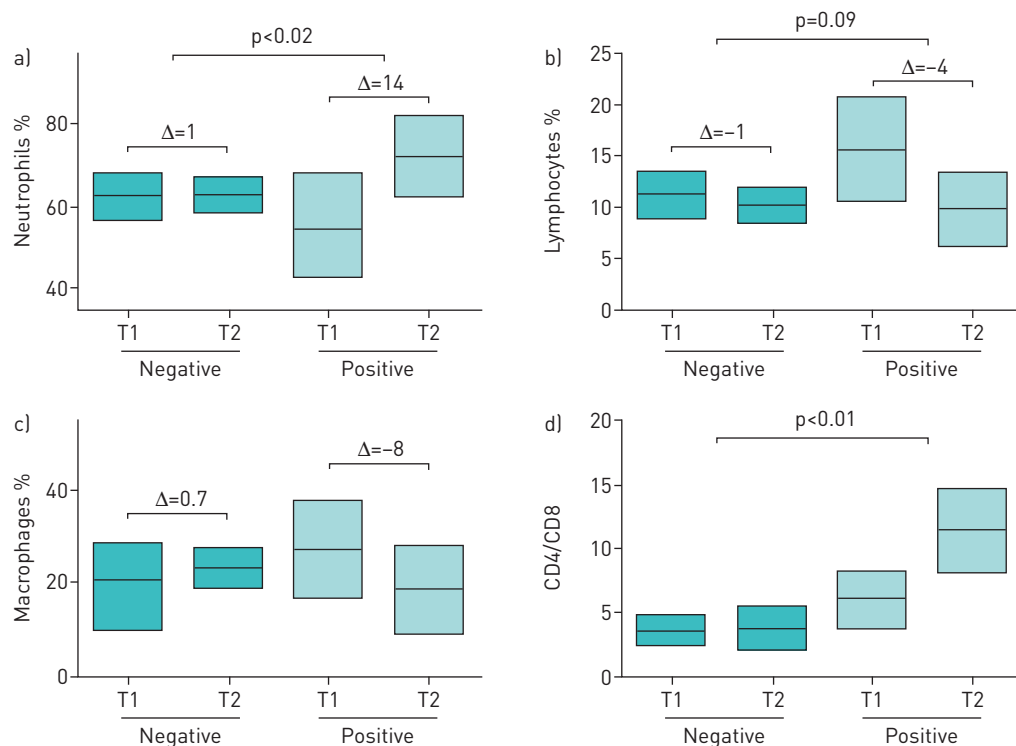 a)
p<0.02
Δ=14
Δ=1
Neutrophils %
80
60
40
T1 T2 T1 T2
Negative Positive
b)
p=0.09
Δ=–4
Δ=–1
Lymphocytes %
25
20
15
10
5
0
T1 T2 T1 T2
Negative Positive
c)
Δ=–8
Δ=0.7
Macrophages %
40
20
0
T1 T2 T1 T2
Negative Positive
d)
p<0.01
CD4/CD8
20
15
10
5
0
T1 T2 T1 T2
Negative Positive